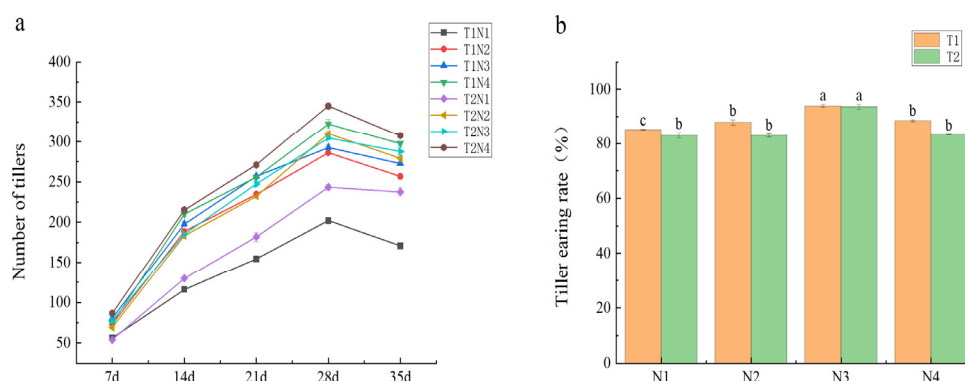 a
T1N1
T1N2
T1N3
T1N4
T2N1
T2N2
T2N3
T2N4
400
350
300
250
200
150
100
50
Number of tillers
7d 14d 21d 28d 35d
b
T1
T2
100
80
60
40
20
0
Tiller earing rate（%）
c b b b a a b b
N1 N2 N3 N4